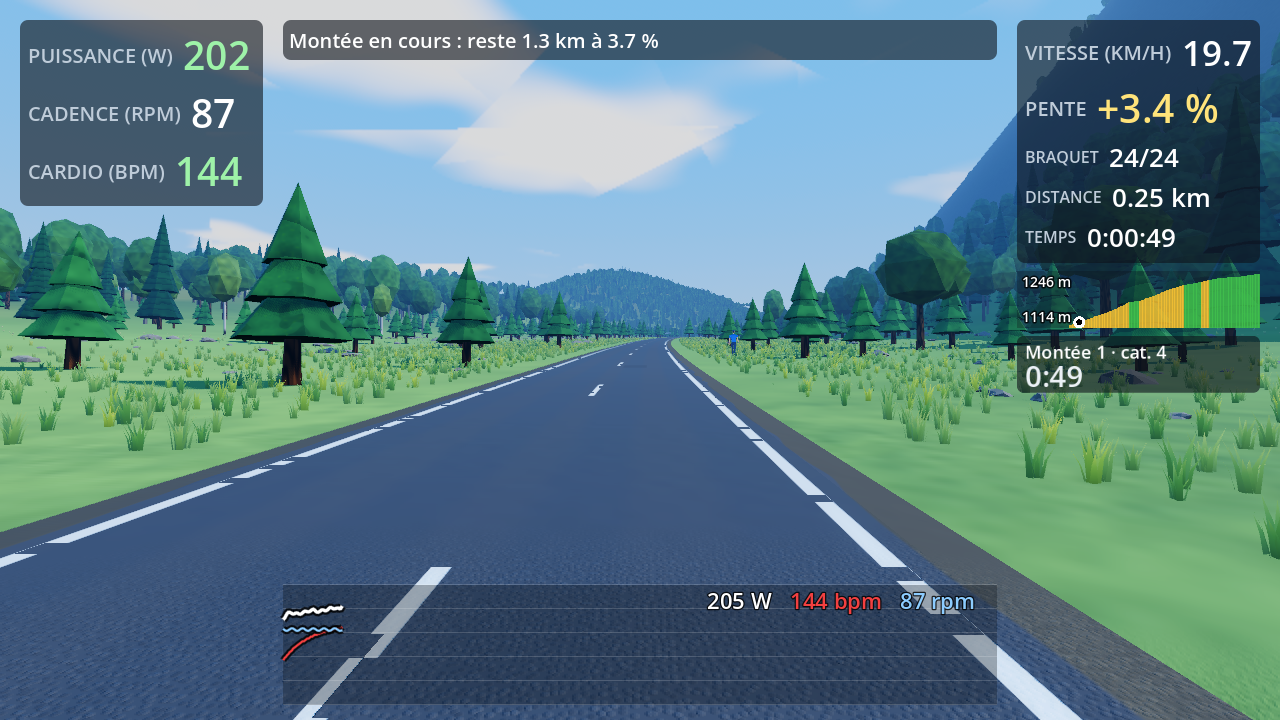 PUISSANCE (W) 202
CADENCE (RPM) 87
CARDIO (BPM) 144
Montée en cours : reste 1.3 km à 3.7 %
VITESSE (KM/H) 19.7
PENTE +3.4 %
BRAQUET 24/24
DISTANCE 0.25 km
TEMPS 0:00:49
1246 m
1114 m
Montée 1 · cat. 4
0:49
205 W 144 bpm 87 rpm